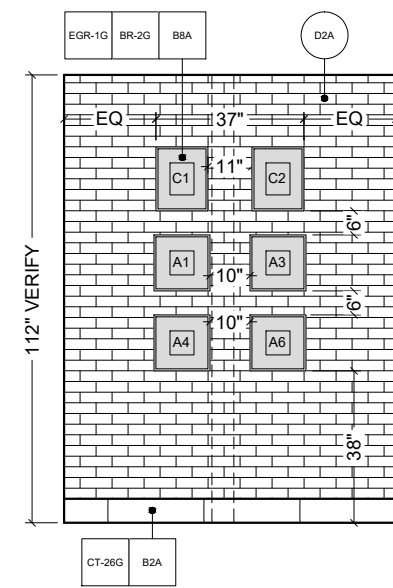 EGR-1G BR-2G B8A D2A
EQ 37" EQ
C1 11" C2
6"
A1 10" A3
6"
10"
A4 A6
112" VERIFY
38"
CT-26G B2A